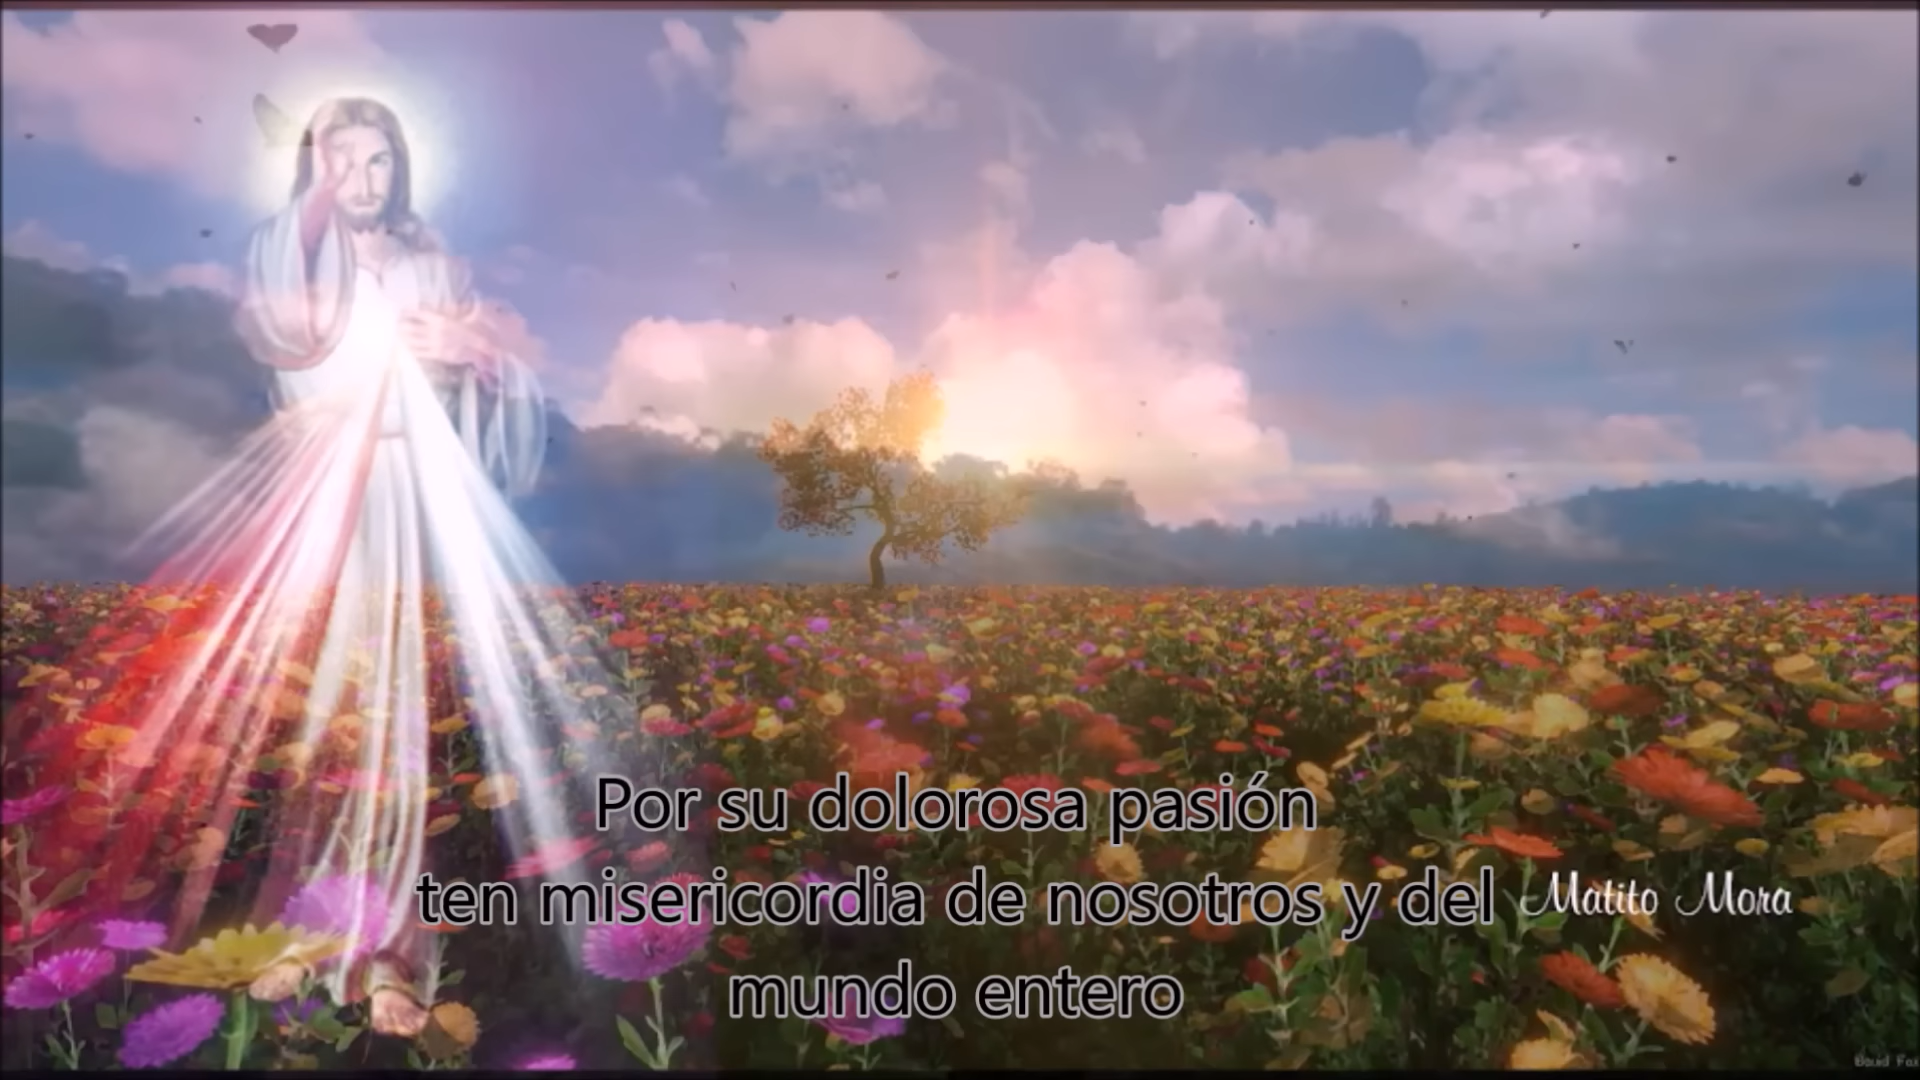 Por su dolorosa pasión
ten misericordia de nosotros y del
mundo entero
Matito Mora